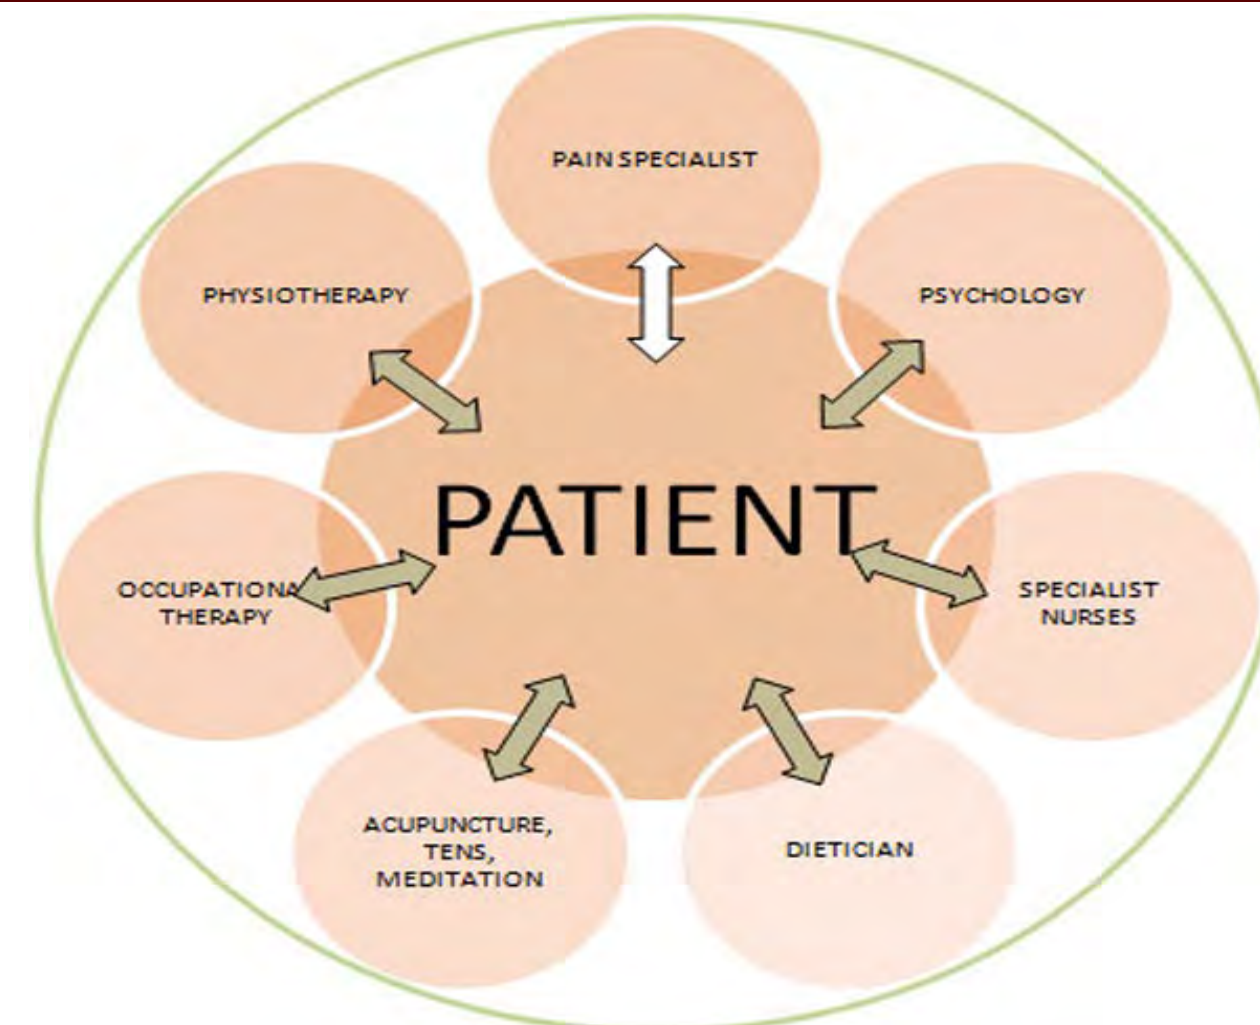 PAIN SPECIALIST
PHYSIOTHERAPY
PSYCHOLOGY
PATIENT
OCCUPATIONA
THERAPY
SPECIALIST
NURSES
ACUPUNCTURE,
TENS,
MEDITATION
DIETICIAN